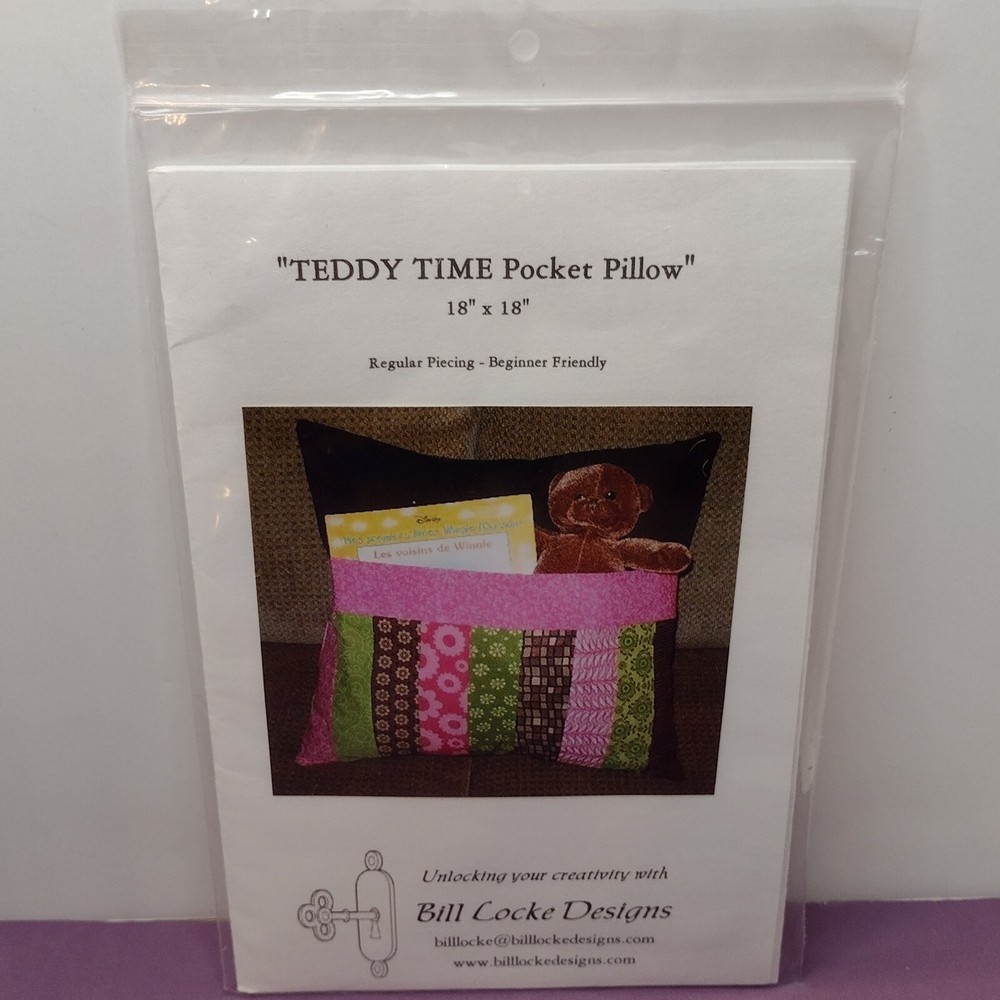 "TEDDY TIME Pocket Pillow"
18" x 18"
Regular Piecing - Beginner Friendly
Disney
Les voisins de Winnie
Unlocking your creativity with
Bill Locke Designs
billlocke@billlockedesigns.com
www.billlockedesigns.com